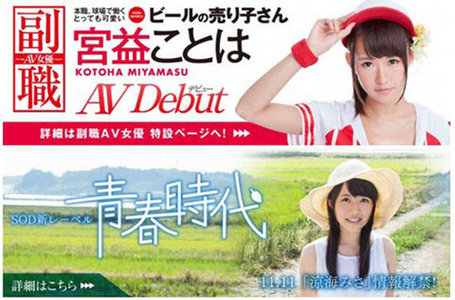 副職
―AV女優―
本職、球場で働く
とっても可愛い
ビールの売り子さん
宮益ことは
KOTOHA MIYAMASU
AV Debut
デビュー
詳細は副職AV女優 特設ページへ!
青春時代
SOD新レーベル
詳細はこちら
11.11 「涼海みさ」情報解禁!